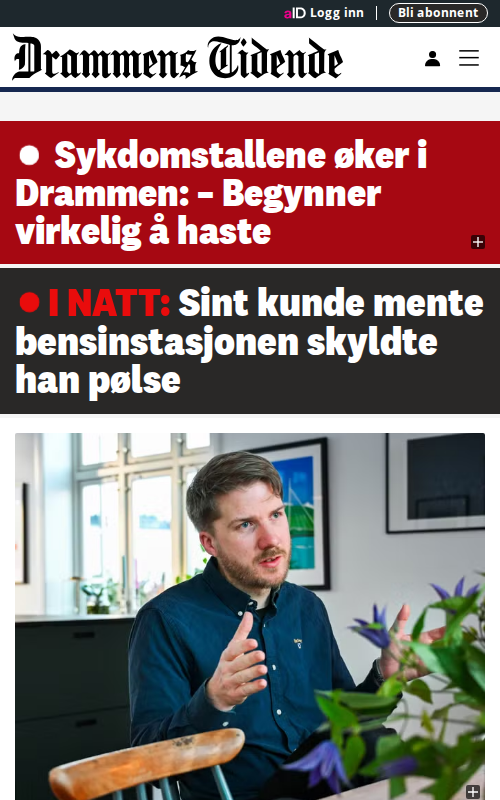 aID Logg inn
Bli abonnent
Drammens Tidende
Sykdomstallene øker i
Drammen: – Begynner
virkelig å haste
I NATT: Sint kunde mente
bensinstasjonen skyldte
han pølse